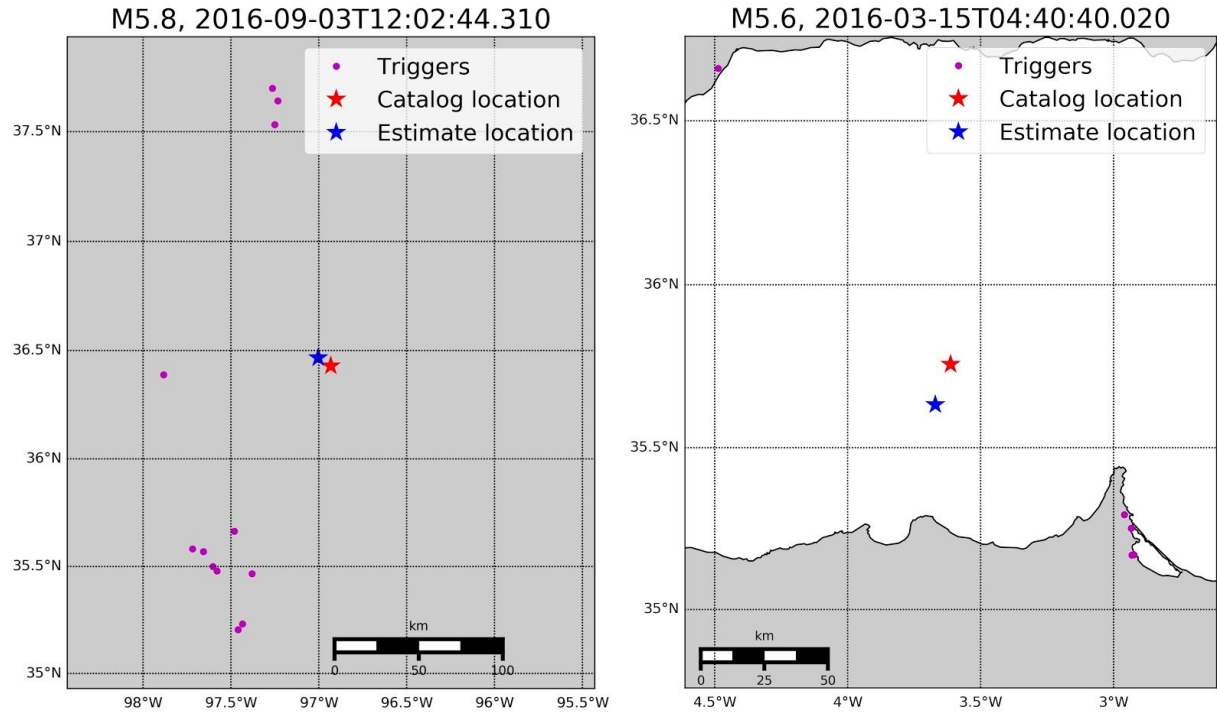 M5.8, 2016-09-03T12:02:44.310
Triggers
Catalog location
Estimate location
37.5°N
37°N
36.5°N
36°N
35.5°N
35°N
km
0 50 100
98°W 97.5°W 97°W 96.5°W 96°W 95.5°W
M5.6, 2016-03-15T04:40:40.020
Triggers
Catalog location
Estimate location
36.5°N
36°N
35.5°N
35°N
km
0 25 50
4.5°W 4°W 3.5°W 3°W